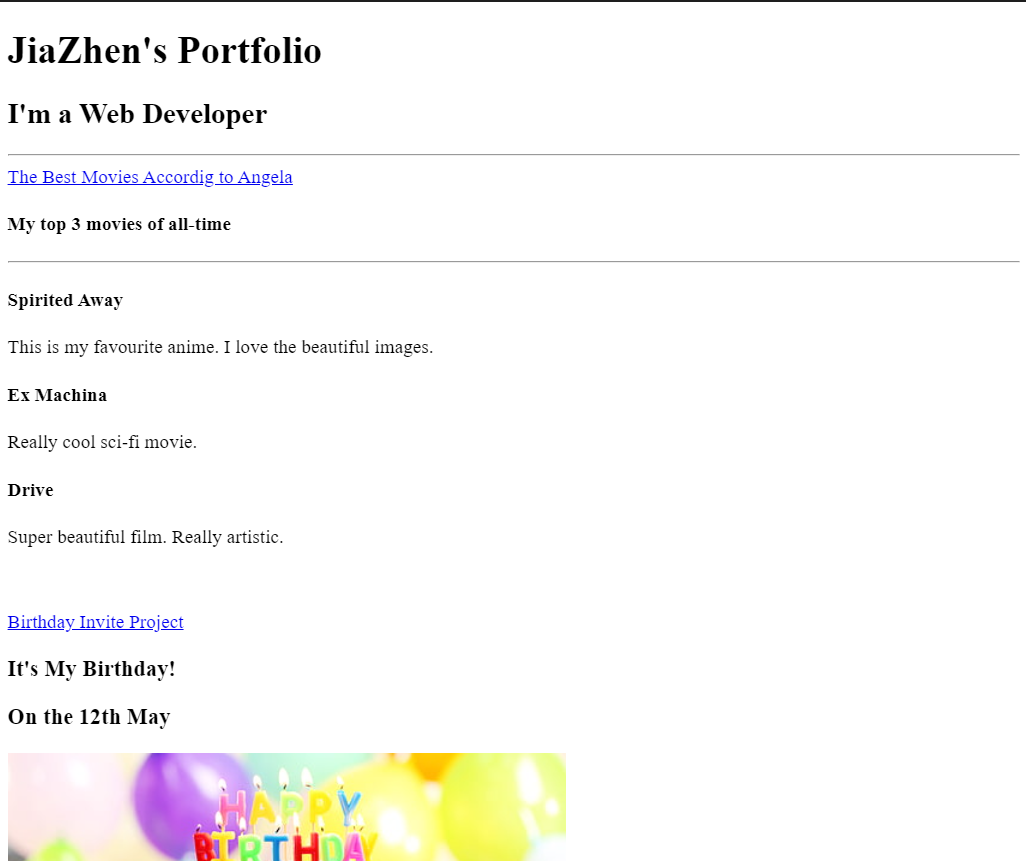 JiaZhen's Portfolio
I'm a Web Developer
The Best Movies Accordig to Angela
My top 3 movies of all-time
Spirited Away
This is my favourite anime. I love the beautiful images.
Ex Machina
Really cool sci-fi movie.
Drive
Super beautiful film. Really artistic.
Birthday Invite Project
It's My Birthday!
On the 12th May
HAPPY
BIRTHDAY